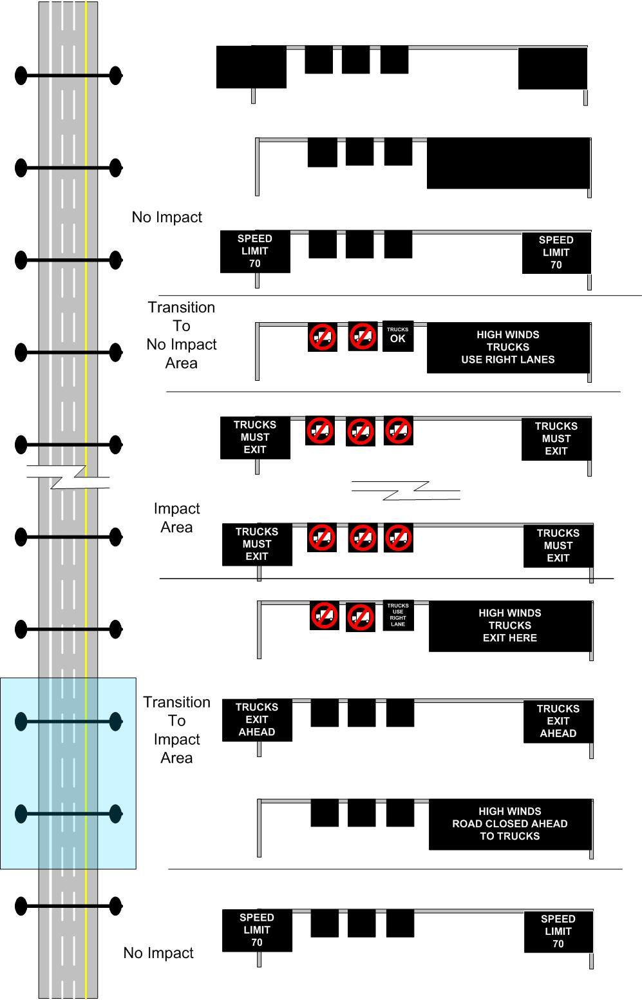 No Impact
SPEED
LIMIT
70
SPEED
LIMIT
70
Transition
To
No Impact
Area
TRUCKS
OK
HIGH WINDS
TRUCKS
USE RIGHT LANES
TRUCKS
MUST
EXIT
TRUCKS
MUST
EXIT
Impact
Area
TRUCKS
MUST
EXIT
TRUCKS
MUST
EXIT
TRUCKS
USE
RIGHT
LANE
HIGH WINDS
TRUCKS
EXIT HERE
Transition
To
Impact
Area
TRUCKS
EXIT
AHEAD
TRUCKS
EXIT
AHEAD
HIGH WINDS
ROAD CLOSED AHEAD
TO TRUCKS
No Impact
SPEED
LIMIT
70
SPEED
LIMIT
70